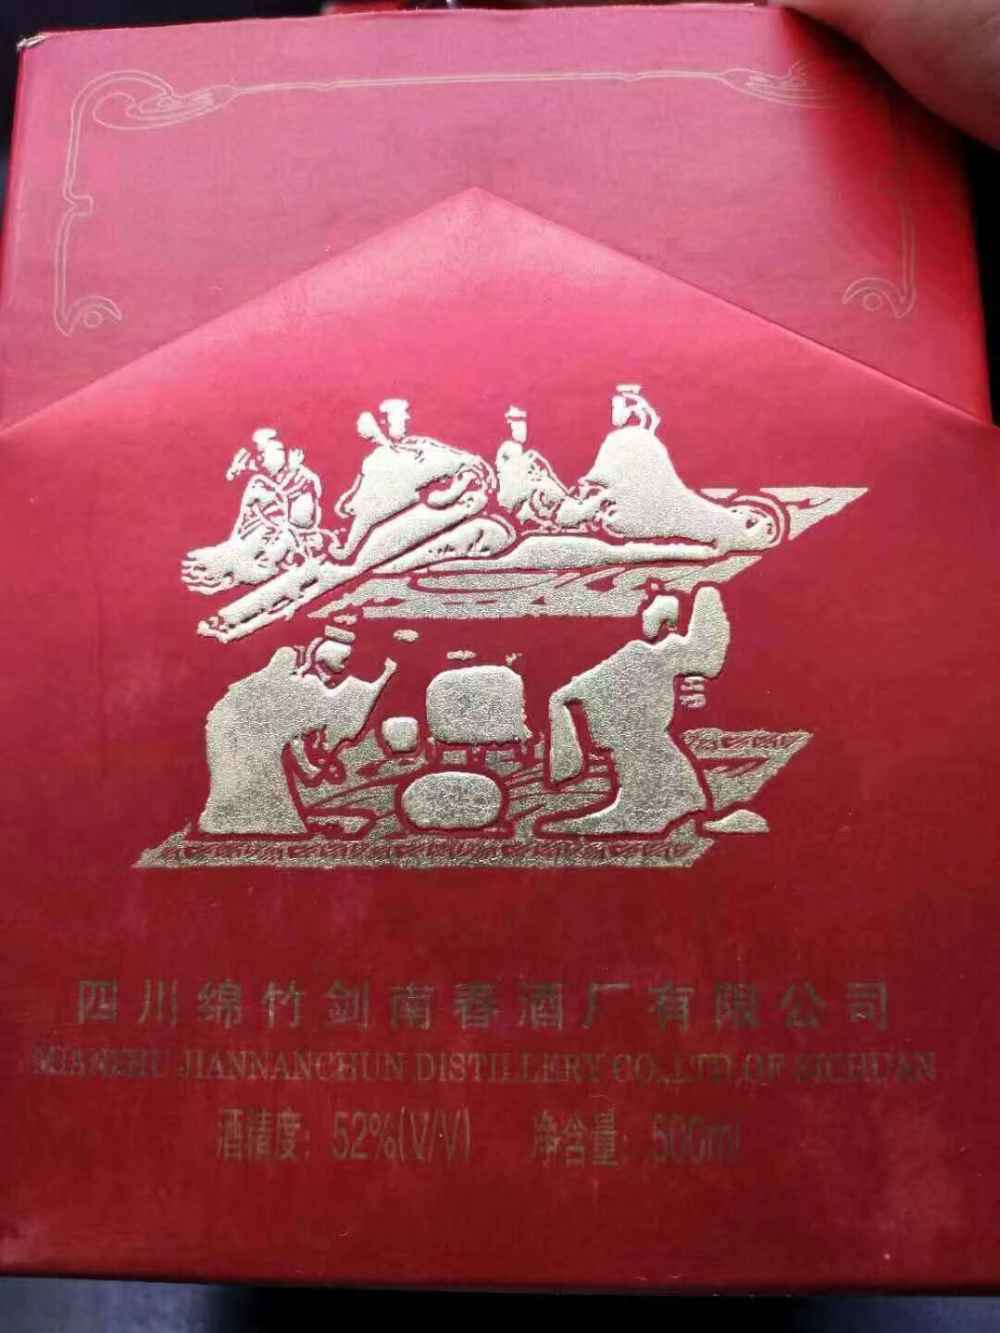 四川绵竹剑南春酒厂有限公司
MIANZHU JIANNANCHUN DISTILLERY CO.,LTD.OF SICHUAN
酒精度: 52%(V/V) 净含量: 500ml